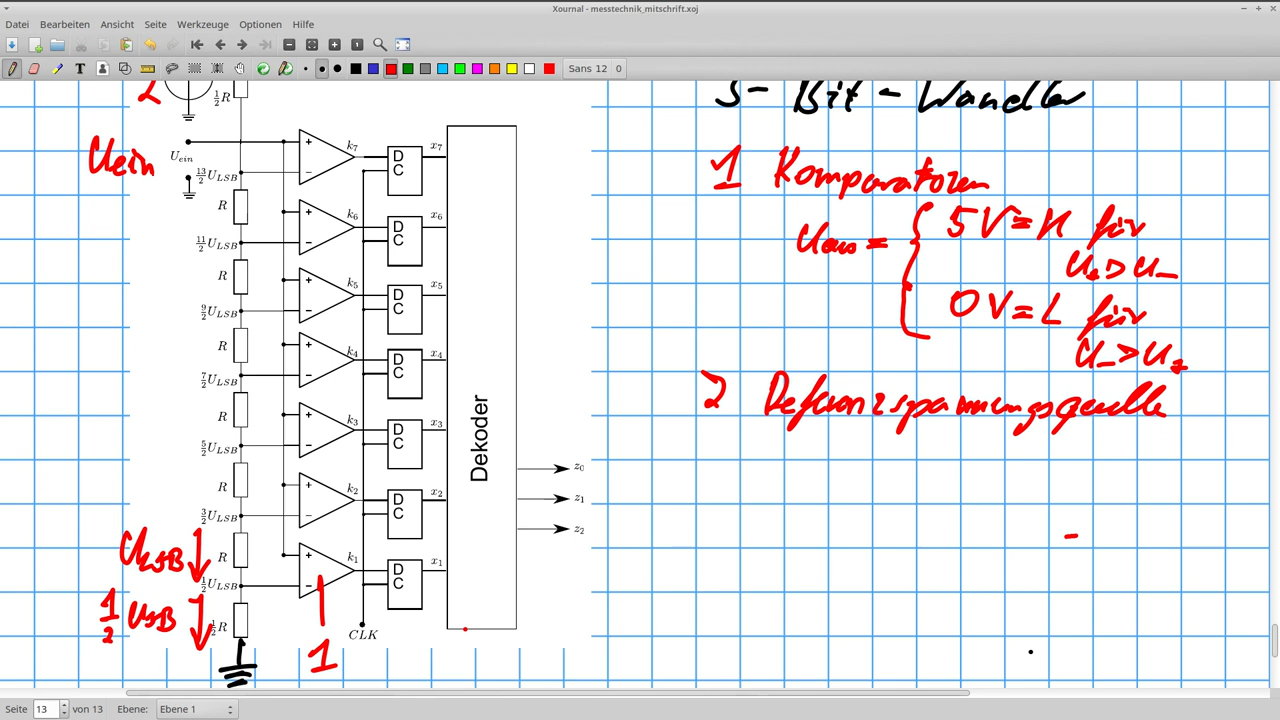 Xournal - messtechnik_mitschrift.xoj
Datei Bearbeiten Ansicht Seite Werkzeuge Optionen Hilfe
Sans 12 0
2
½R
3-Bit-Wandler
Uein
U_ein
13/2 U_LSB
R
11/2 U_LSB
R
9/2 U_LSB
R
7/2 U_LSB
R
5/2 U_LSB
R
3/2 U_LSB
R
1/2 U_LSB
½R
ULSB
1/2 ULSB
+ - k7 D C x7
+ - k6 D C x6
+ - k5 D C x5
+ - k4 D C x4
+ - k3 D C x3
+ - k2 D C x2
+ - k1 D C x1
CLK
1
Dekoder
z0
z1
z2
1 Komparatoren
Uaus = { 5V = H für
U+ > U-
0V = L für
U- > U+
2 Referenzspannungsquelle
Seite 13 von 13 Ebene: Ebene 1